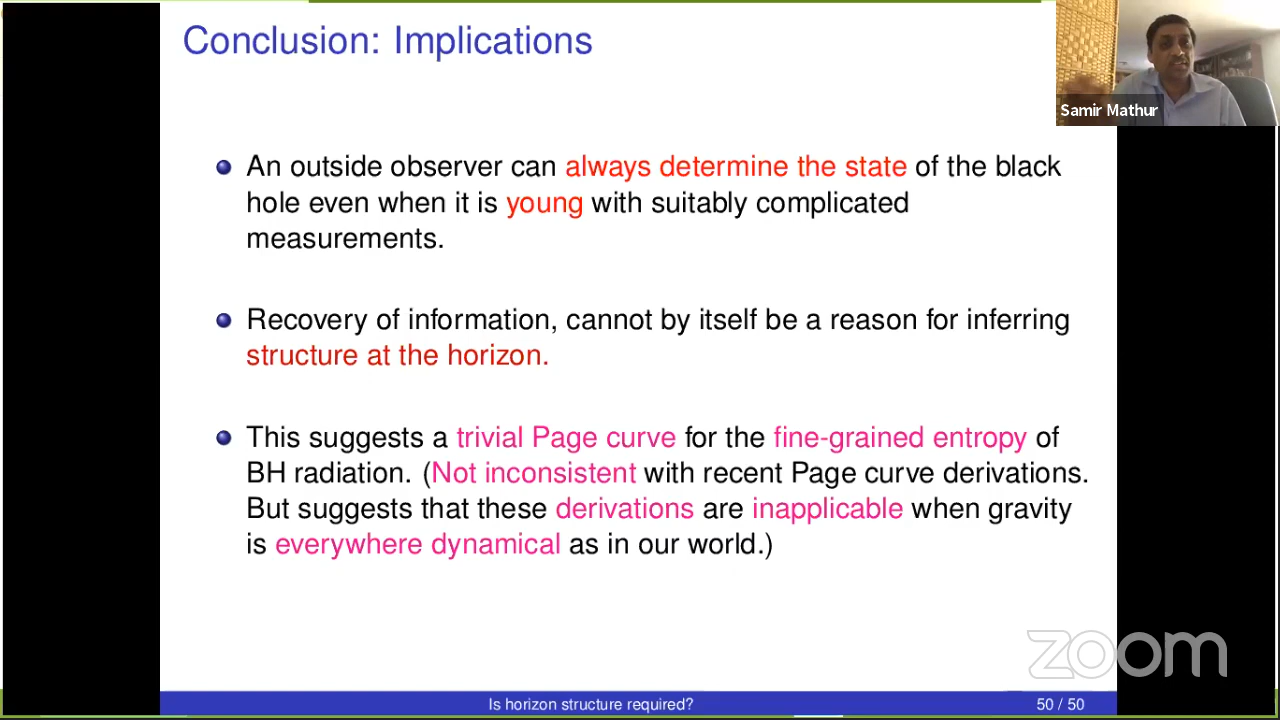 Conclusion: Implications
Samir Mathur
An outside observer can always determine the state of the black
hole even when it is young with suitably complicated
measurements.
Recovery of information, cannot by itself be a reason for inferring
structure at the horizon.
This suggests a trivial Page curve for the fine-grained entropy of
BH radiation. (Not inconsistent with recent Page curve derivations.
But suggests that these derivations are inapplicable when gravity
is everywhere dynamical as in our world.)
zoom
Is horizon structure required?
50 / 50